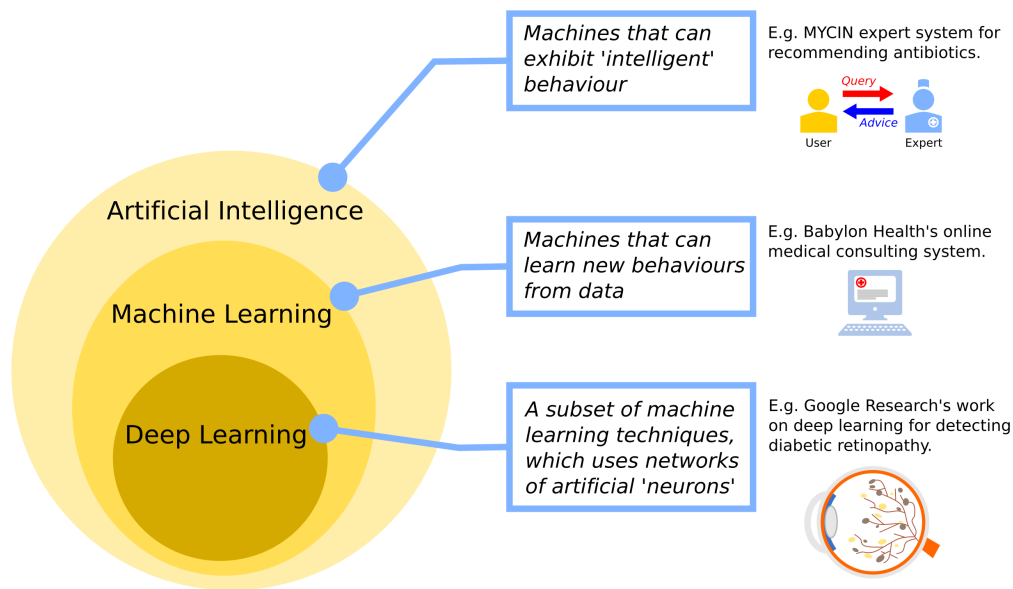 Machines that can
exhibit 'intelligent'
behaviour
E.g. MYCIN expert system for
recommending antibiotics.
Query
Advice
User
Expert
Artificial Intelligence
Machines that can
learn new behaviours
from data
E.g. Babylon Health's online
medical consulting system.
Machine Learning
A subset of machine
learning techniques,
which uses networks
of artificial 'neurons'
E.g. Google Research's work
on deep learning for detecting
diabetic retinopathy.
Deep Learning